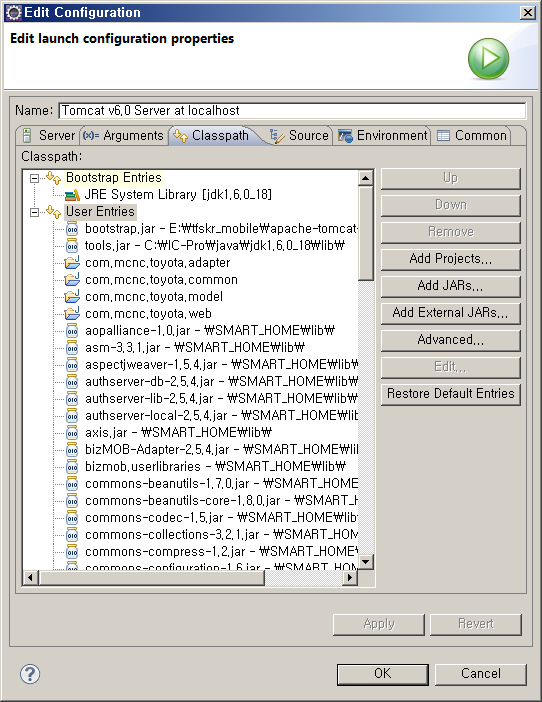 Edit Configuration
Edit launch configuration properties
Name: Tomcat v6.0 Server at localhost
Server (x)= Arguments Classpath Source Environment Common
Classpath:
Bootstrap Entries
JRE System Library [jdk1.6.0_18]
User Entries
bootstrap.jar - E:₩tfskr_mobile₩apache-tomcat-
tools.jar - C:₩IC-Pro₩java₩jdk1.6.0_18₩lib₩
com.mcnc.toyota.adapter
com.mcnc.toyota.common
com.mcnc.toyota.model
com.mcnc.toyota.web
aopalliance-1.0.jar - ₩SMART_HOME₩lib₩
asm-3.3.1.jar - ₩SMART_HOME₩lib₩
aspectjweaver-1.5.4.jar - ₩SMART_HOME₩lib₩
authserver-db-2.5.4.jar - ₩SMART_HOME₩lib₩
authserver-lib-2.5.4.jar - ₩SMART_HOME₩lib₩
authserver-local-2.5.4.jar - ₩SMART_HOME₩lib₩
axis.jar - ₩SMART_HOME₩lib₩
bizMOB-Adapter-2.5.4.jar - ₩SMART_HOME₩lib₩
bizmob.userlibraries - ₩SMART_HOME₩lib₩
commons-beanutils-1.7.0.jar - ₩SMART_HOME₩
commons-beanutils-core-1.8.0.jar - ₩SMART_
commons-codec-1.5.jar - ₩SMART_HOME₩lib
commons-collections-3.2.1.jar - ₩SMART_HO
commons-compress-1.2.jar - ₩SMART_HOME
commons-configuration-1.6.jar - ₩SMART_HOM
Up
Down
Remove
Add Projects...
Add JARs...
Add External JARs...
Advanced...
Edit...
Restore Default Entries
Apply
Revert
?
OK
Cancel